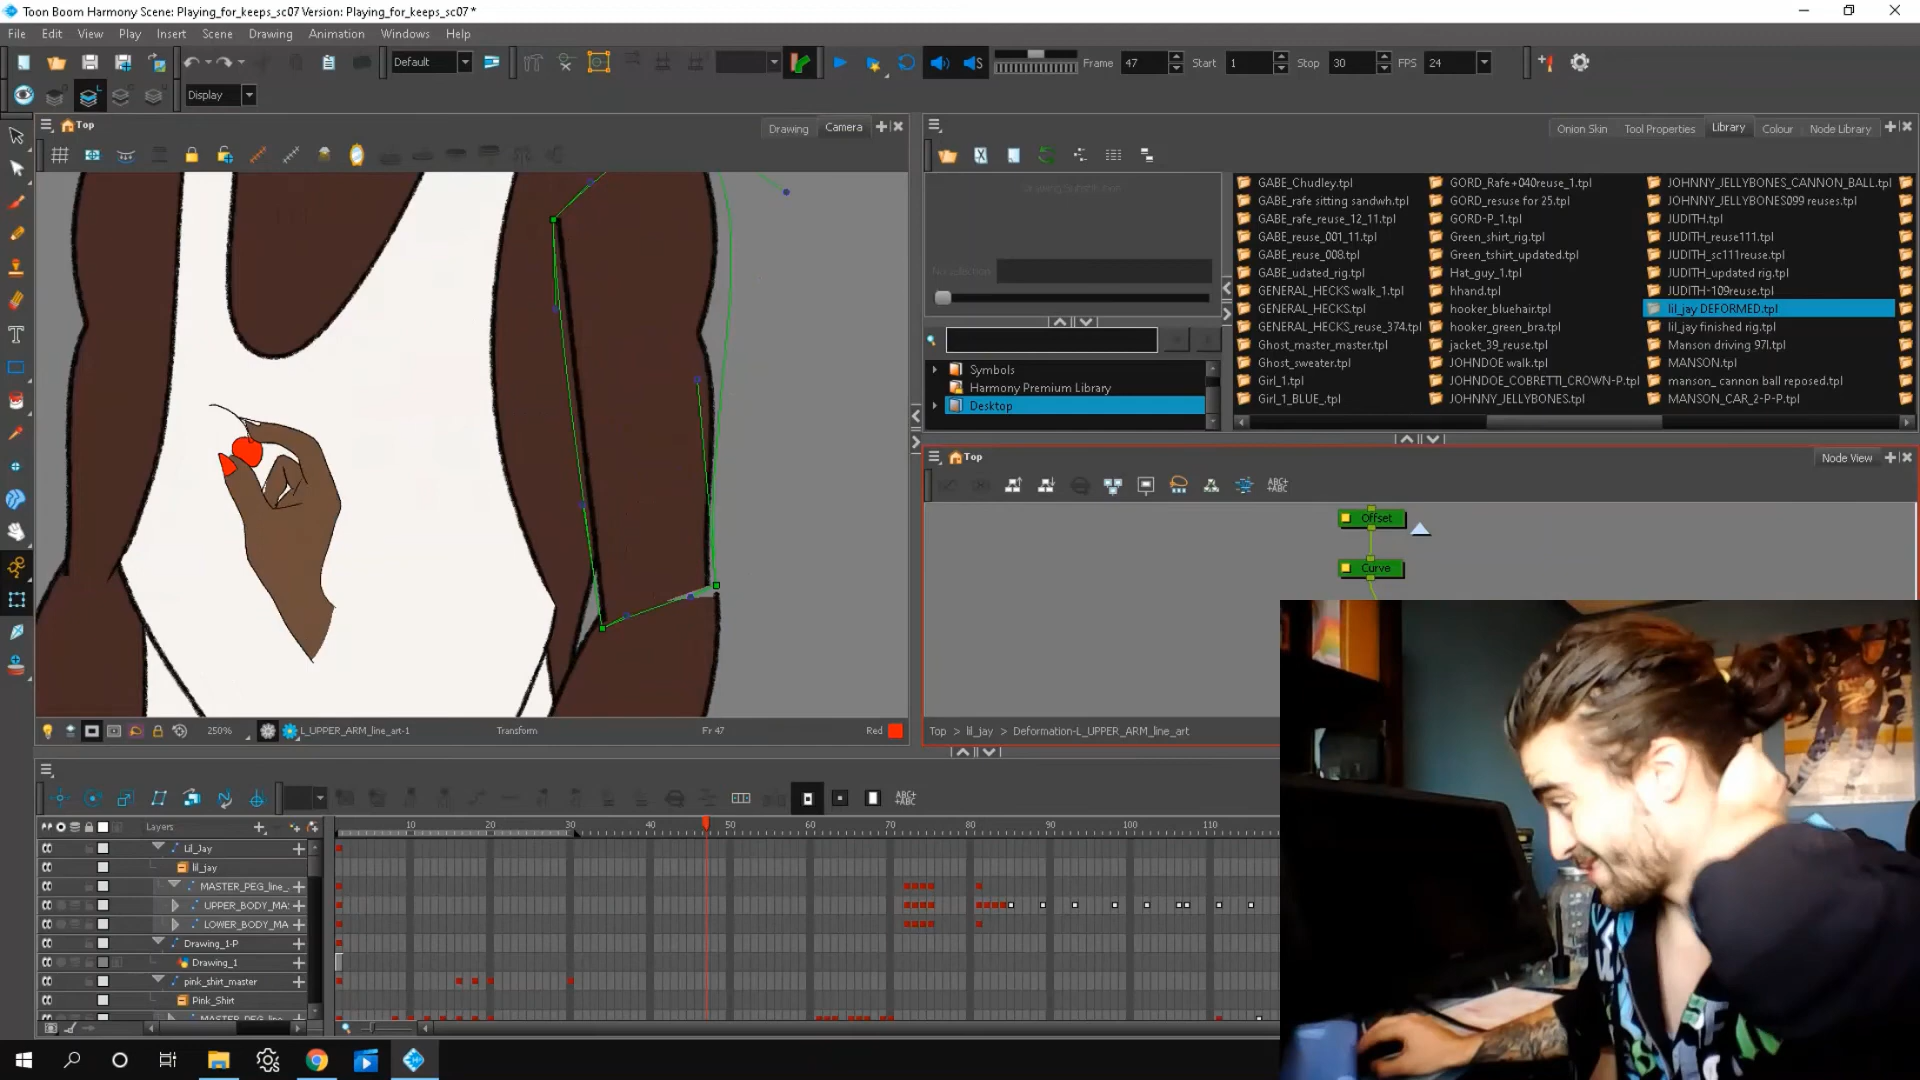 Toon Boom Harmony Scene: Playing_for_keeps_sc07 Version: Playing_for_keeps_sc07 *
File Edit View Play Insert Scene Drawing Animation Windows Help
Default Frame 47 Start 1 Stop 30 FPS 24
Display
Top Drawing Camera
Onion Skin Tool Properties Library Colour Node Library
GABE_Chudley.tpl GORD_Rafe+040reuse_1.tpl JOHNNY_JELLYBONES_CANNON_BALL.tpl
GABE_rafe sitting sandwh.tpl GORD_resuse for 25.tpl JOHNNY_JELLYBONES099 reuses.tpl
GABE_rafe_reuse_12_11.tpl GORD-P_1.tpl JUDITH.tpl
GABE_reuse_001_11.tpl Green_shirt_rig.tpl JUDITH_reuse111.tpl
GABE_reuse_008.tpl Green_tshirt_updated.tpl JUDITH_sc111reuse.tpl
GABE_udated_rig.tpl Hat_guy_1.tpl JUDITH_updated rig.tpl
GENERAL_HECKS walk_1.tpl hhand.tpl JUDITH-109reuse.tpl
GENERAL_HECKS.tpl hooker_bluehair.tpl lil_jay DEFORMED.tpl
GENERAL_HECKS_reuse_374.tpl hooker_green_bra.tpl lil_jay finished rig.tpl
Ghost_master_master.tpl jacket_39_reuse.tpl Manson driving 97I.tpl
Ghost_sweater.tpl JOHNDOE walk.tpl MANSON.tpl
Girl_1.tpl JOHNDOE_COBRETTI_CROWN-P.tpl manson_ cannon ball reposed.tpl
Girl_1_BLUE_.tpl JOHNNY_JELLYBONES.tpl MANSON_CAR_2-P-P.tpl
Symbols
Harmony Premium Library
Desktop
Top Node View
ABC+
ABC+
Offset
Curve
250% L_UPPER_ARM_line_art-1 Transform Fr 47 Red
Top > lil_jay > Deformation-L_UPPER_ARM_line_art
ABC+
ABC+
Layers 10 20 30 40 50 60 70 80 90 100 110
Lil_Jay
lil_jay
MASTER_PEG_line_
UPPER_BODY_MA:
LOWER_BODY_MA
Drawing_1-P
Drawing_1
pink_shirt_master
Pink_Shirt
MASTER_PEG_line_